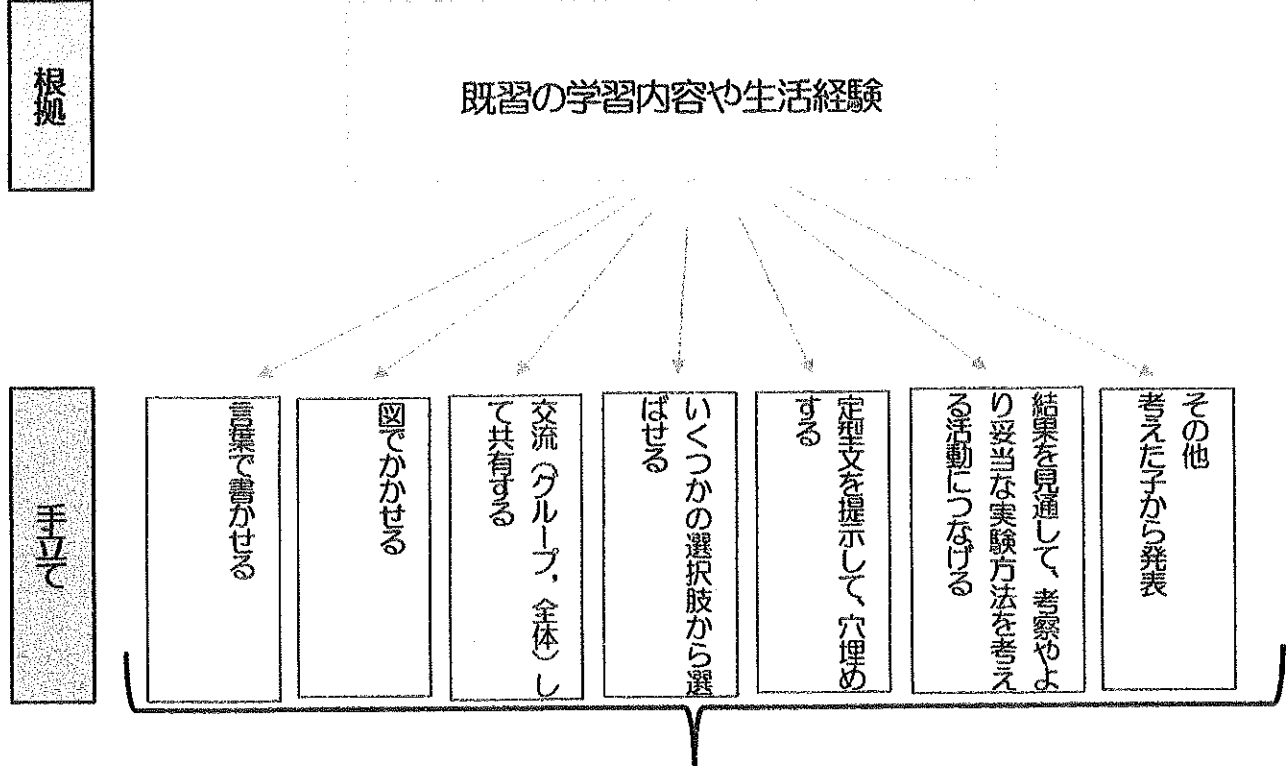 根拠
既習の学習内容や生活経験
手立て
言葉で書かせる
図でかかせる
交流（グループ，全体）し
て共有する
いくつかの選択肢から選
ばせる
定型文を提示して、穴埋め
する
結果を見通して、考察やよ
り妥当な実験方法を考え
る活動につなげる
その他
考えた子から発表